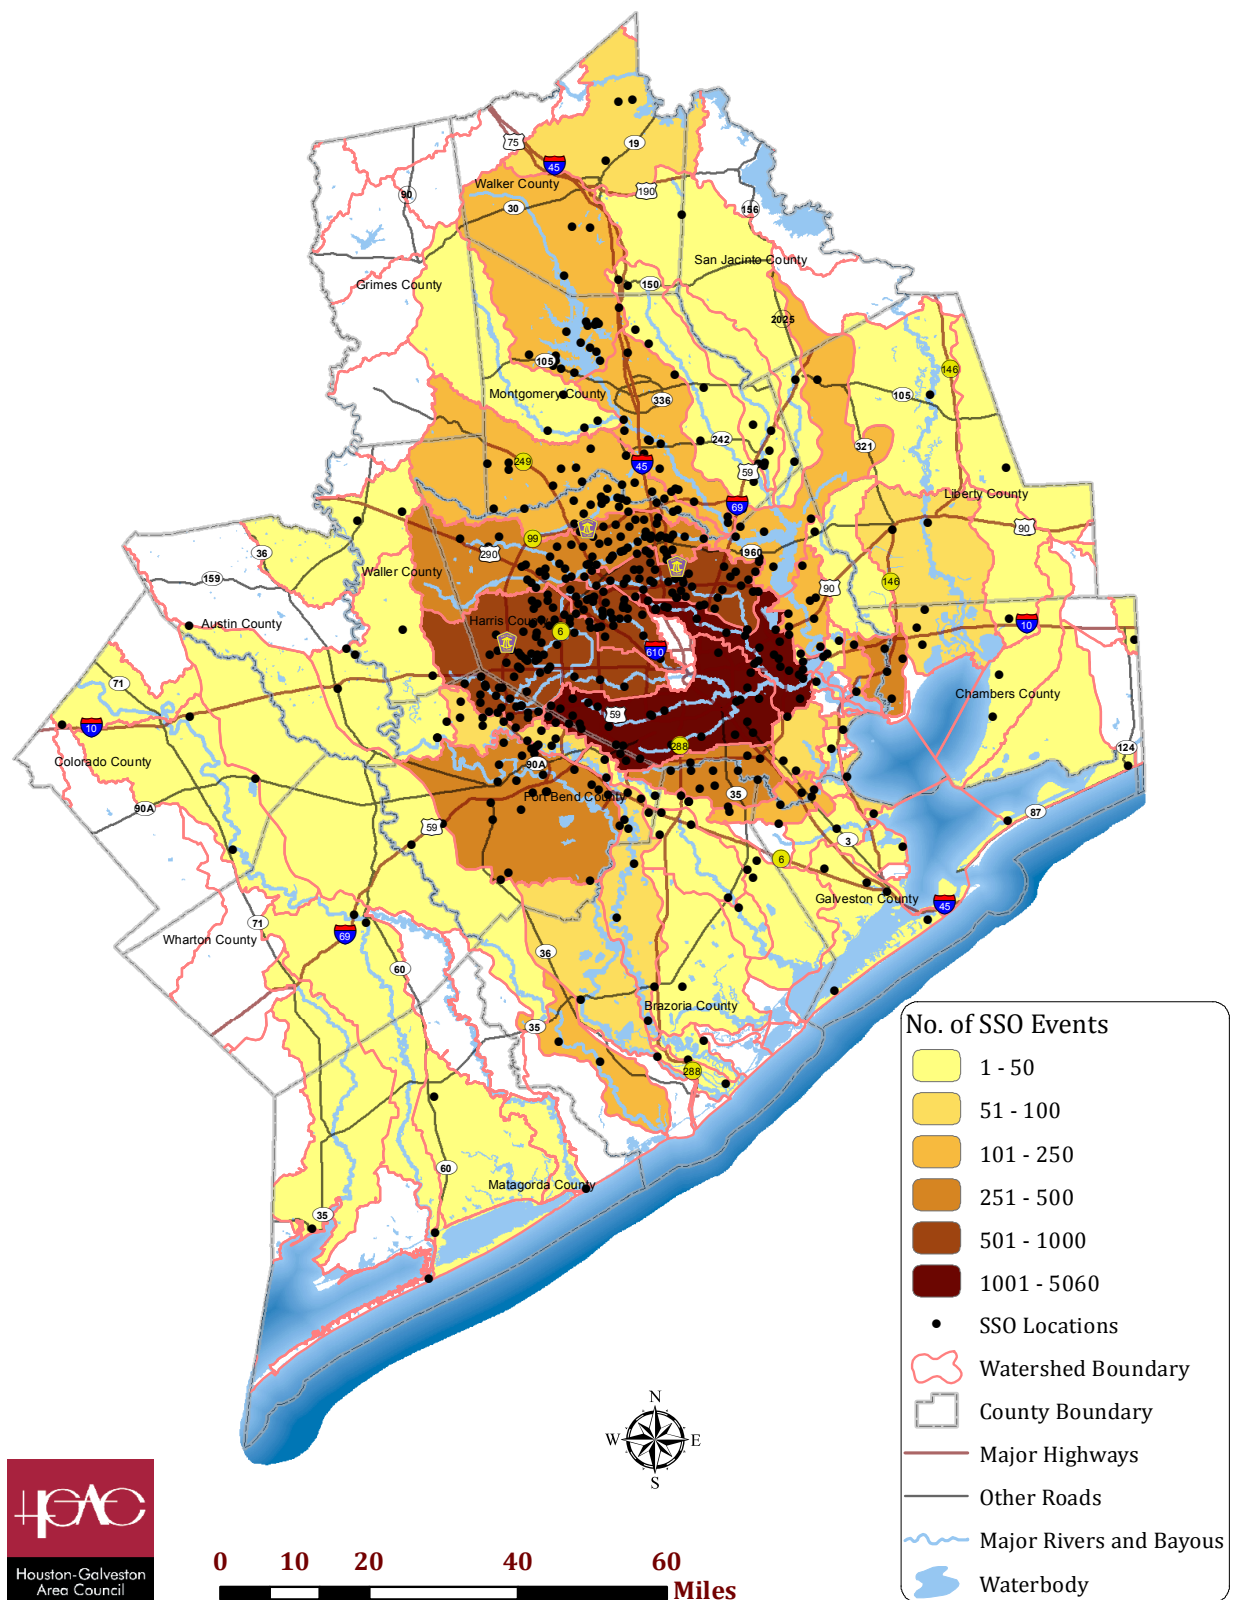 75
19
45
Walker County
190
90
30
156
San Jacinto County
150
Grimes County
2025
105
146
Montgomery County
336
105
242
321
249
45
59
69
Liberty County
90
99
290
1960
36
159
Waller County
146
90
Austin County
Harris County
6
610
10
71
Chambers County
59
10
288
124
Colorado County
90A
90A
Fort Bend County
35
87
59
3
6
Galveston County
45
71
Wharton County
69
36
60
Brazoria County
35
288
60
Matagorda County
35
No. of SSO Events
1 - 50
51 - 100
101 - 250
251 - 500
501 - 1000
1001 - 5060
SSO Locations
Watershed Boundary
County Boundary
Major Highways
Other Roads
Major Rivers and Bayous
Waterbody
N
W E
S
HGAC
Houston-Galveston
Area Council
0 10 20 40 60
Miles